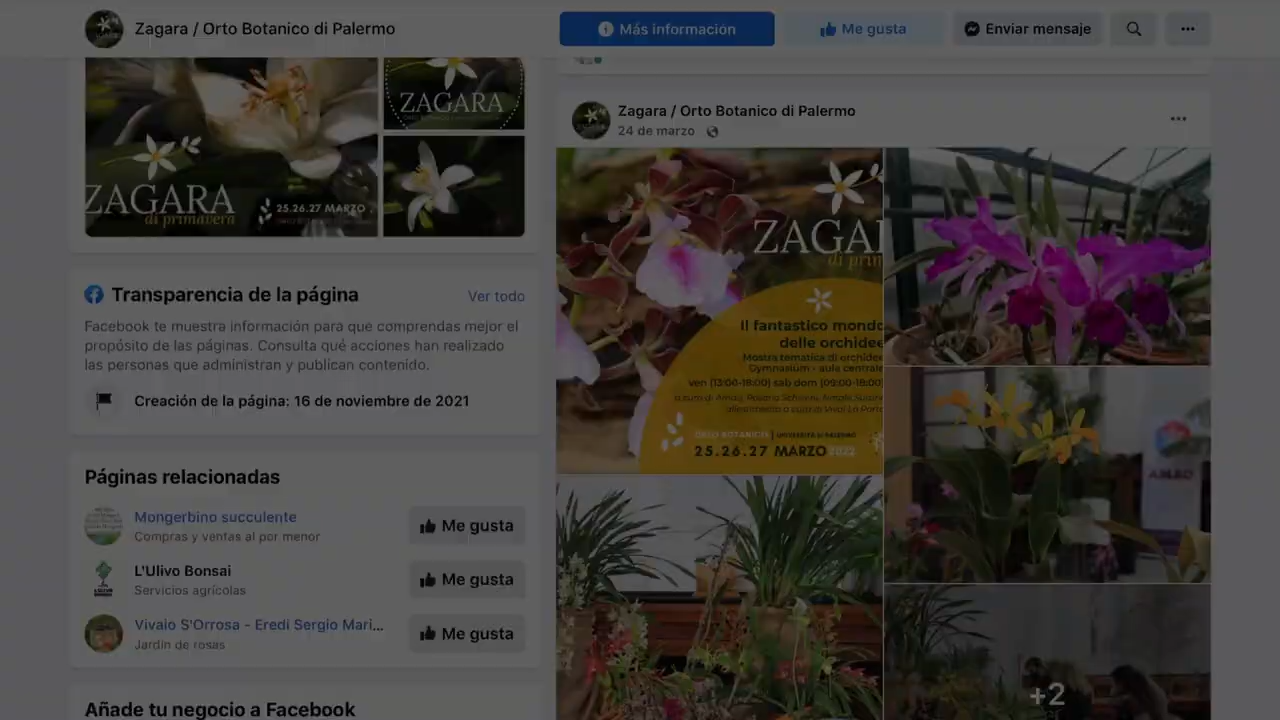 Zagara / Orto Botanico di Palermo
Más información
Me gusta
Enviar mensaje
ZAGARA
di primavera
25.26.27 MARZO
ZAGARA
Transparencia de la página
Ver todo
Facebook te muestra información para que comprendas mejor el
propósito de las páginas. Consulta qué acciones han realizado
las personas que administran y publican contenido.
Creación de la página: 16 de noviembre de 2021
Páginas relacionadas
Mongerbino succulente
Compras y ventas al por menor
Me gusta
L'Ulivo Bonsai
Servicios agrícolas
Me gusta
Vivaio S'Orrosa - Eredi Sergio Mari...
Jardín de rosas
Me gusta
Añade tu negocio a Facebook
Zagara / Orto Botanico di Palermo
24 de marzo
ZAGA
di prim
Il fantastico mondo
delle orchidee
Mostra tematica di orchidee
Gymnasium - aula centrale
ven (13:00-18:00) sab dom (09:00-18:00)
ORTO BOTANICO | UNIVERSITÀ DI PALERMO
25.26.27 MARZO 2022
+2